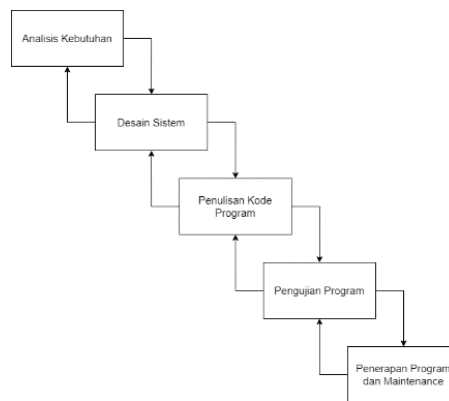 Analisis Kebutuhan
Desain Sistem
Penulisan Kode
Program
Pengujian Program
Penerapan Program
dan Maintenance